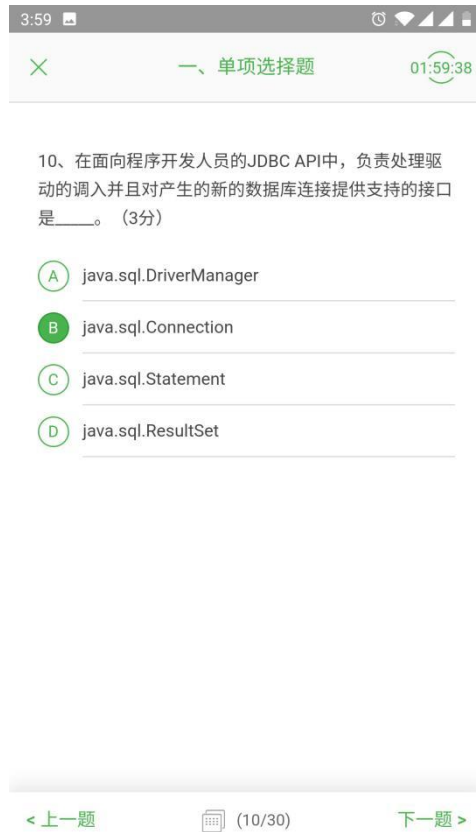 3:59
一、单项选择题
01:59:38
10、在面向程序开发人员的JDBC API中，负责处理驱
动的调入并且对产生的新的数据库连接提供支持的接口
是_____。（3分）
A java.sql.DriverManager
B java.sql.Connection
C java.sql.Statement
D java.sql.ResultSet
<上一题
(10/30)
下一题>